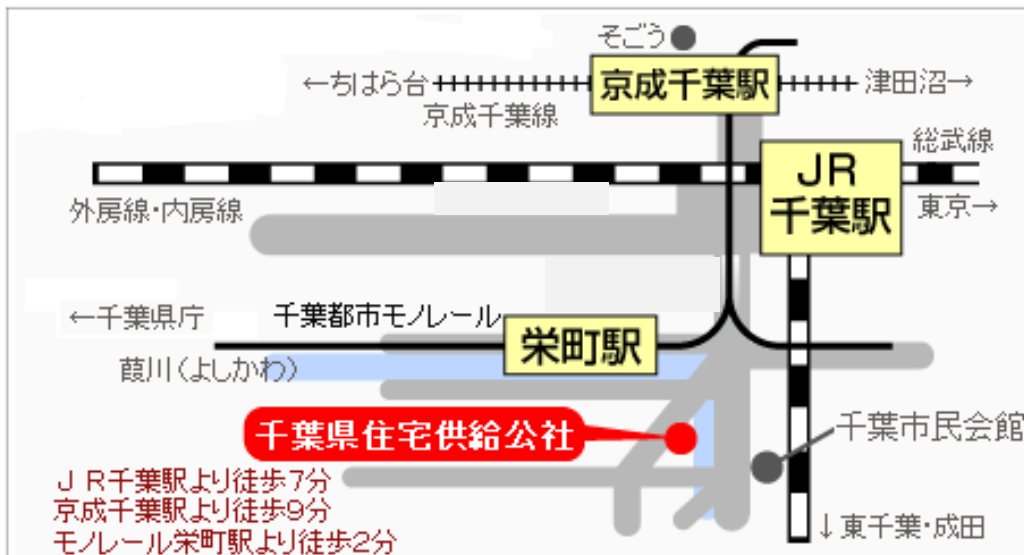 そごう
京成千葉駅
←ちはら台
津田沼→
京成千葉線
総武線
JR
千葉駅
外房線・内房線
東京→
←千葉県庁
千葉都市モノレール
栄町駅
葭川(よしかわ)
千葉県住宅供給公社
千葉市民会館
JR千葉駅より徒歩7分
京成千葉駅より徒歩9分
モノレール栄町駅より徒歩2分
↓東千葉・成田